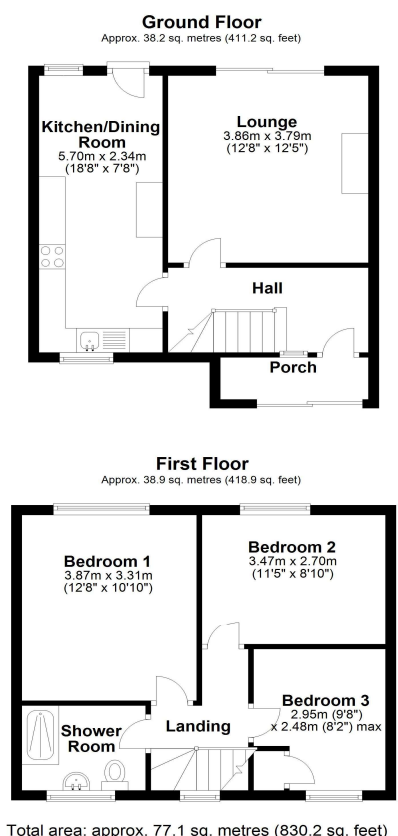 Ground Floor
Approx. 38.2 sq. metres (411.2 sq. feet)
Kitchen/Dining
Room
5.70m x 2.34m
(18'8" x 7'8")
Lounge
3.86m x 3.79m
(12'8" x 12'5")
Hall
Porch
First Floor
Approx. 38.9 sq. metres (418.9 sq. feet)
Bedroom 1
3.87m x 3.31m
(12'8" x 10'10")
Bedroom 2
3.47m x 2.70m
(11'5" x 8'10")
Bedroom 3
2.95m (9'8")
x 2.48m (8'2") max
Shower
Room
Landing
Total area: approx. 77.1 sq. metres (830.2 sq. feet)